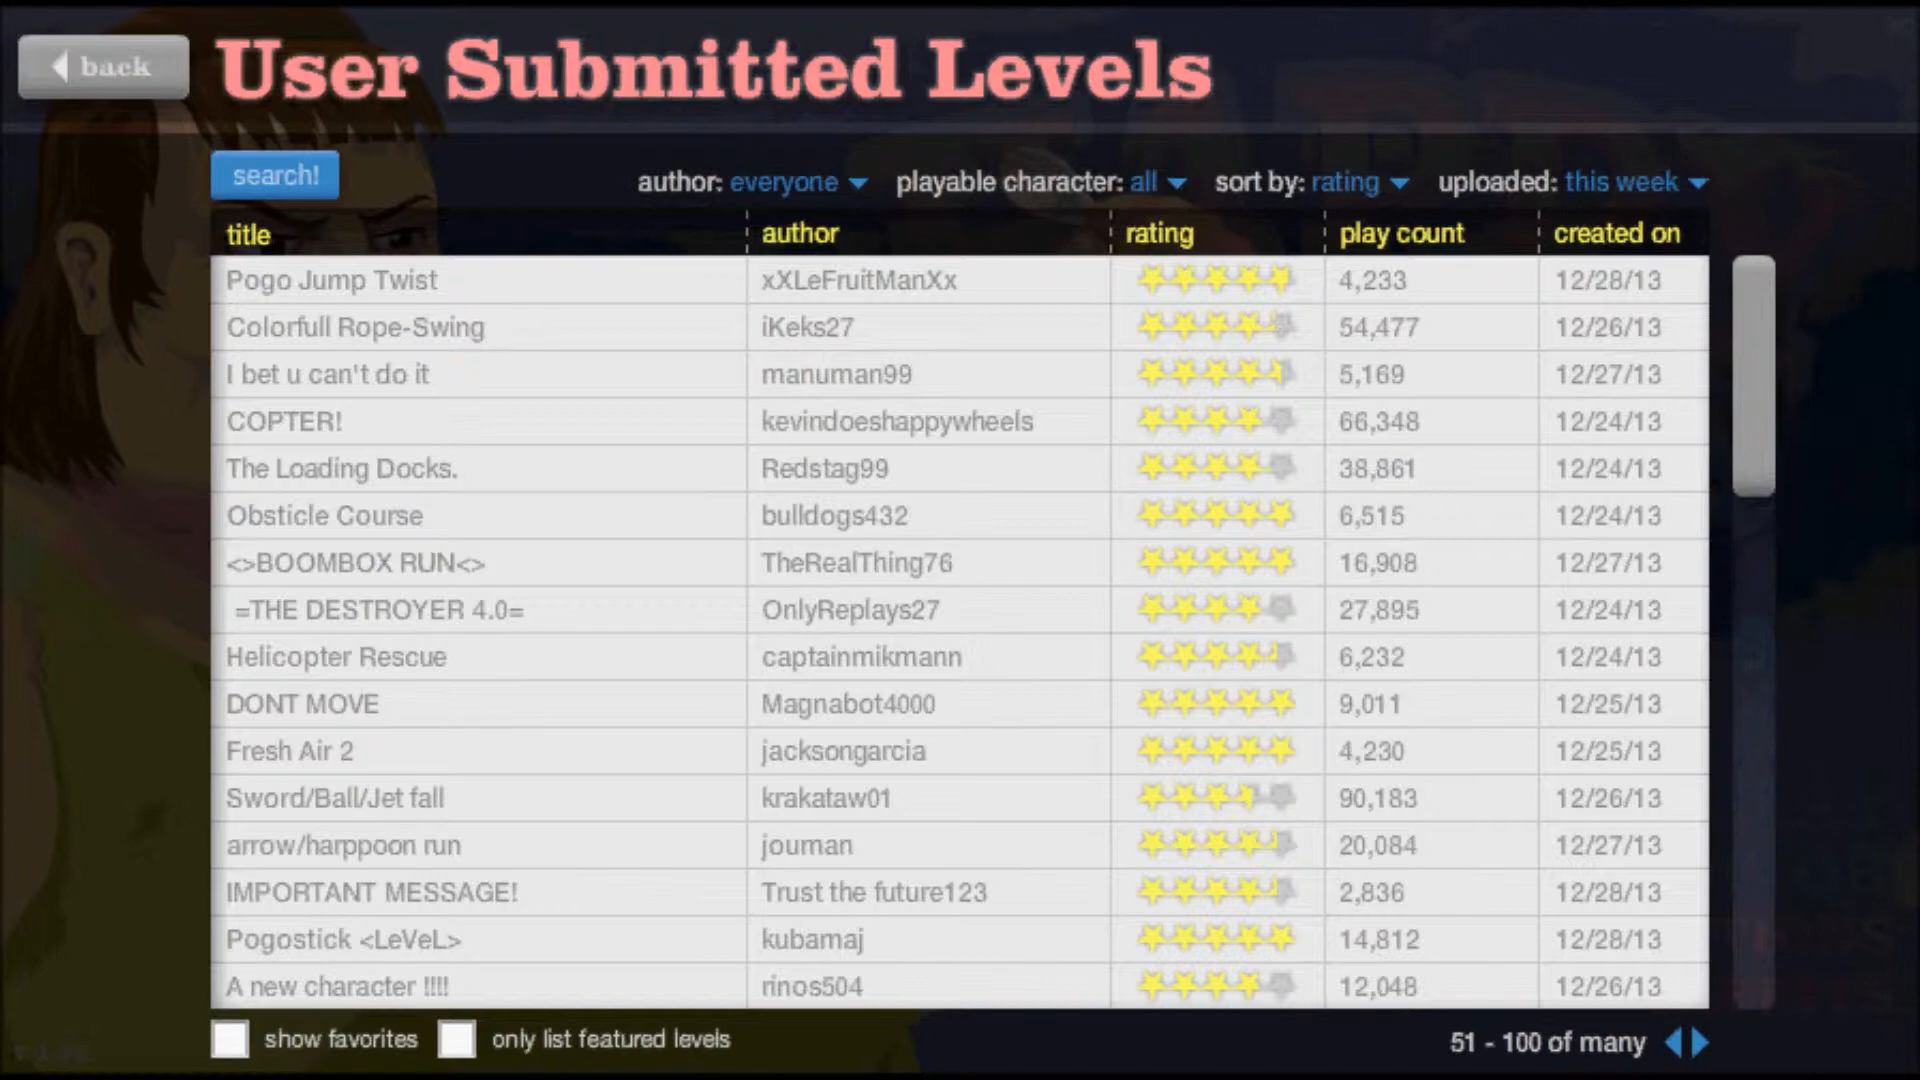 back
User Submitted Levels
search!
author: everyone playable character: all sort by: rating uploaded: this week
title author rating play count created on
Pogo Jump Twist xXLeFruitManXx 4,233 12/28/13
Colorfull Rope-Swing iKeks27 54,477 12/26/13
I bet u can't do it manuman99 5,169 12/27/13
COPTER! kevindoeshappywheels 66,348 12/24/13
The Loading Docks. Redstag99 38,861 12/24/13
Obsticle Course bulldogs432 6,515 12/24/13
<>BOOMBOX RUN<> TheRealThing76 16,908 12/27/13
=THE DESTROYER 4.0= OnlyReplays27 27,895 12/24/13
Helicopter Rescue captainmikmann 6,232 12/24/13
DONT MOVE Magnabot4000 9,011 12/25/13
Fresh Air 2 jacksongarcia 4,230 12/25/13
Sword/Ball/Jet fall krakataw01 90,183 12/26/13
arrow/harppoon run jouman 20,084 12/27/13
IMPORTANT MESSAGE! Trust the future123 2,836 12/28/13
Pogostick <LeVeL> kubamaj 14,812 12/28/13
A new character !!!! rinos504 12,048 12/26/13
show favorites only list featured levels 51 - 100 of many